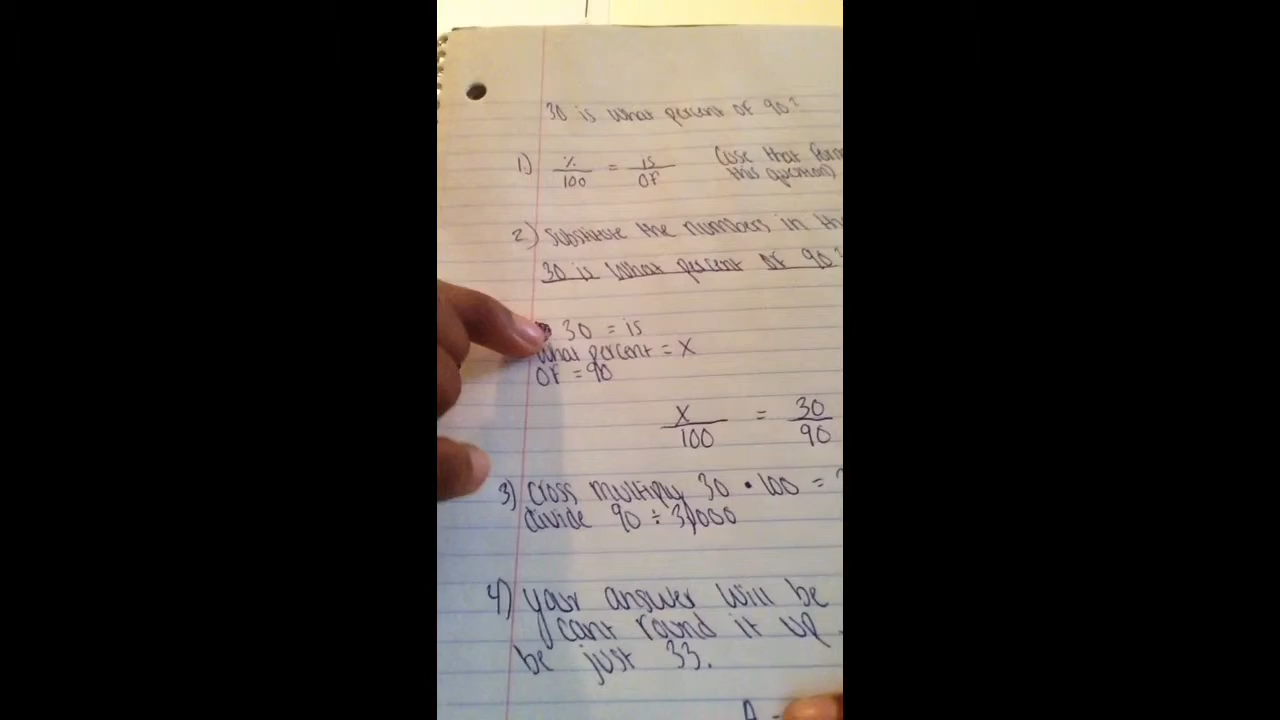 30 is what percent of 90?
1.) % / 100 = is / of (use that
this question)
2.) substitute the numbers in
30 is what percent of 90?
30 = is
what percent = x
of = 90
x / 100 = 30 / 90
3) cross multiply 30 • 100 =
divide 90 ÷ 3,000
4) your answer will be
cant round it up
be just 33.